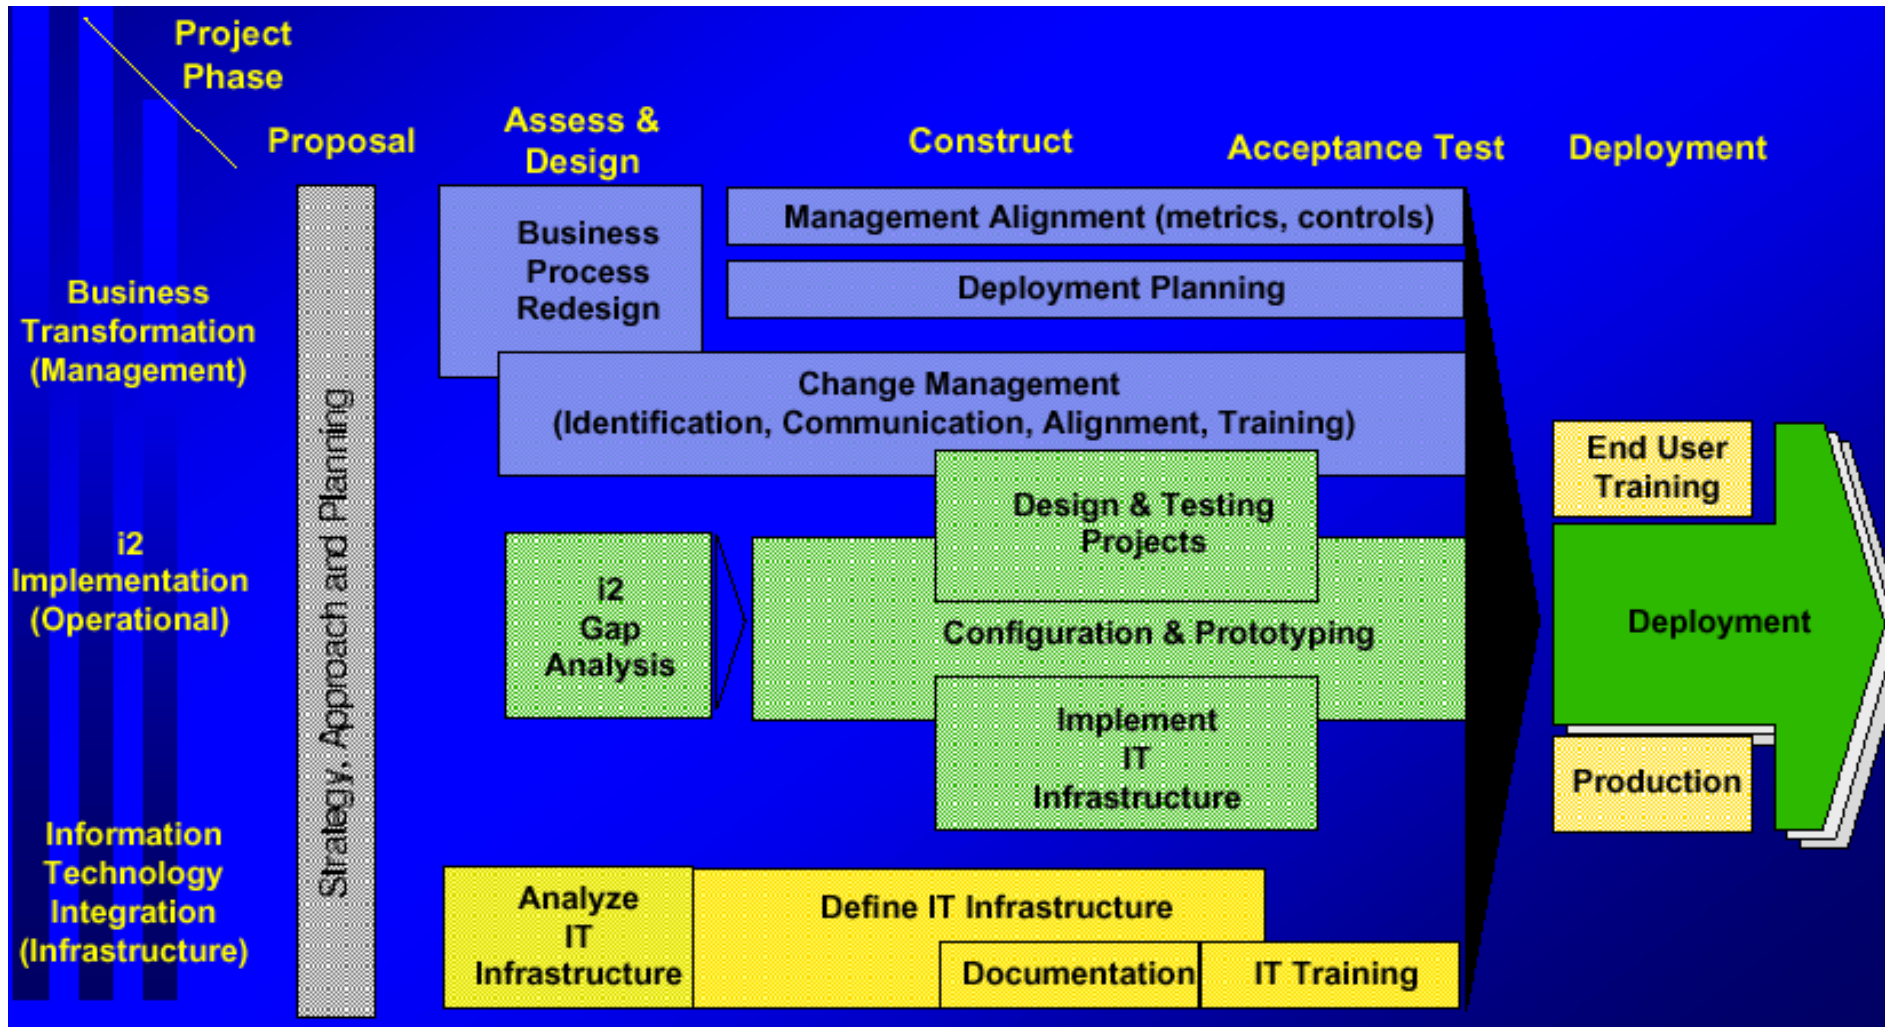 Project
Phase
Proposal
Assess &
Design
Construct
Acceptance Test
Deployment
Business
Transformation
(Management)
i2
Implementation
(Operational)
Information
Technology
Integration
(Infrastructure)
Strategy, Approach and Planning
Business
Process
Redesign
Management Alignment (metrics, controls)
Deployment Planning
Change Management
(Identification, Communication, Alignment, Training)
Design & Testing
Projects
i2
Gap
Analysis
Configuration & Prototyping
Implement
IT
Infrastructure
Analyze
IT
Infrastructure
Define IT Infrastructure
Documentation
IT Training
End User
Training
Deployment
Production